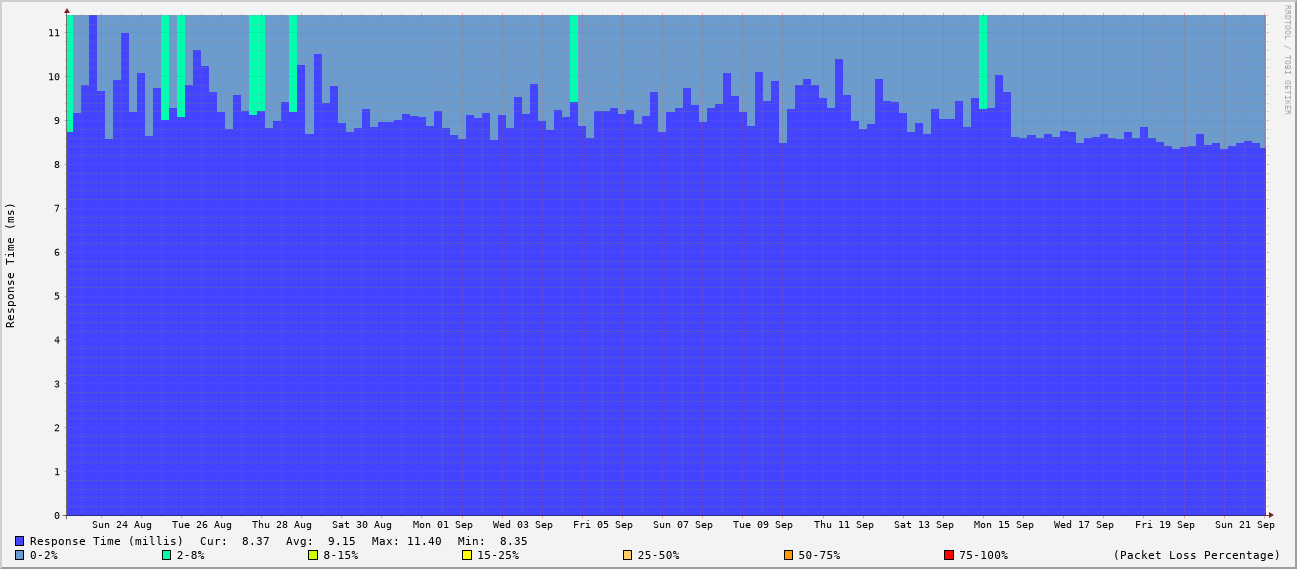 RRDTOOL / TOBI OETIKER
Response Time (ms)
11
10
9
8
7
6
5
4
3
2
1
0
Sun 24 Aug Tue 26 Aug Thu 28 Aug Sat 30 Aug Mon 01 Sep Wed 03 Sep Fri 05 Sep Sun 07 Sep Tue 09 Sep Thu 11 Sep Sat 13 Sep Mon 15 Sep Wed 17 Sep Fri 19 Sep Sun 21 Sep
Response Time (millis) Cur: 8.37 Avg: 9.15 Max: 11.40 Min: 8.35
0-2% 2-8% 8-15% 15-25% 25-50% 50-75% 75-100% (Packet Loss Percentage)